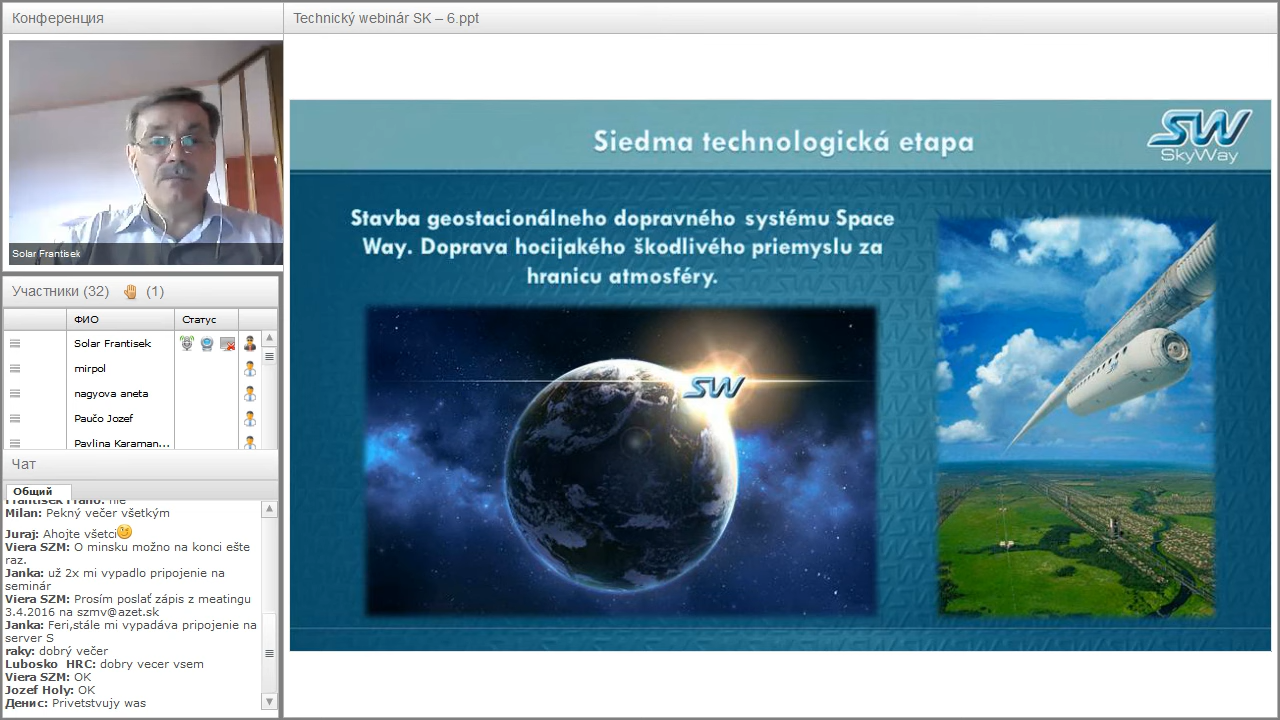 Конференция
Technický webinár SK – 6.ppt
Solar Frantisek
Участники (32) (1)
ФИО Статус
Solar Frantisek
mirpol
nagyova aneta
Paučo Jozef
Pavlina Karaman...
Чат
Общий
Milan: Pekný večer všetkým
Juraj: Ahojte všetci
Viera SZM: O minsku možno na konci ešte
raz.
Janka: už 2x mi vypadlo pripojenie na
seminár
Viera SZM: Prosím poslať zápis z meatingu
3.4.2016 na szmv@azet.sk
Janka: Feri,stále mi vypadáva pripojenie na
server S
raky: dobrý večer
Lubosko HRC: dobry vecer vsem
Viera SZM: OK
Jozef Holy: OK
Денис: Privetstvujy was
Siedma technologická etapa
SW
SkyWay
Stavba geostacionálneho dopravného systému Space
Way. Doprava hocijakého škodlivého priemyslu za
hranicu atmosféry.
SW